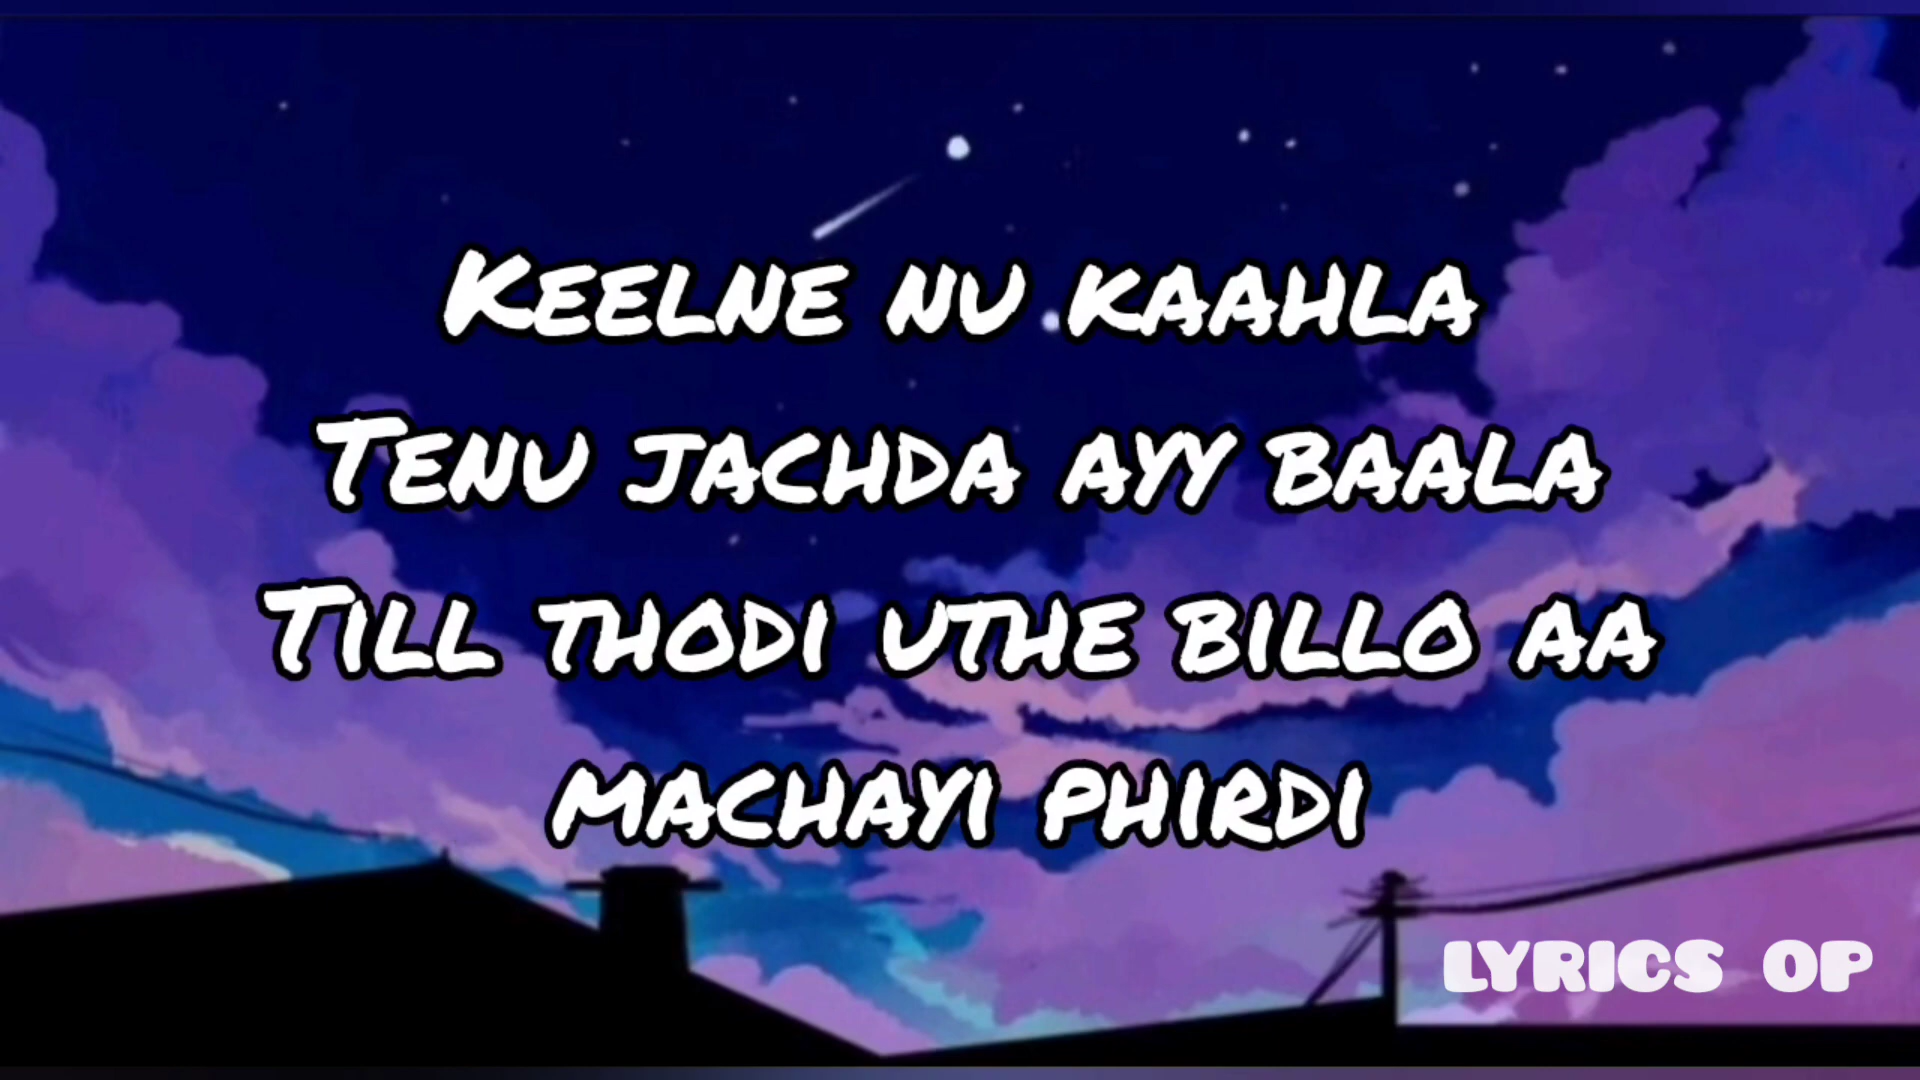 Keelne nu kaahla
Tenu jachda ayy baala
Till thodi uthe billo aa
machayi phirdi
LYRICS OP